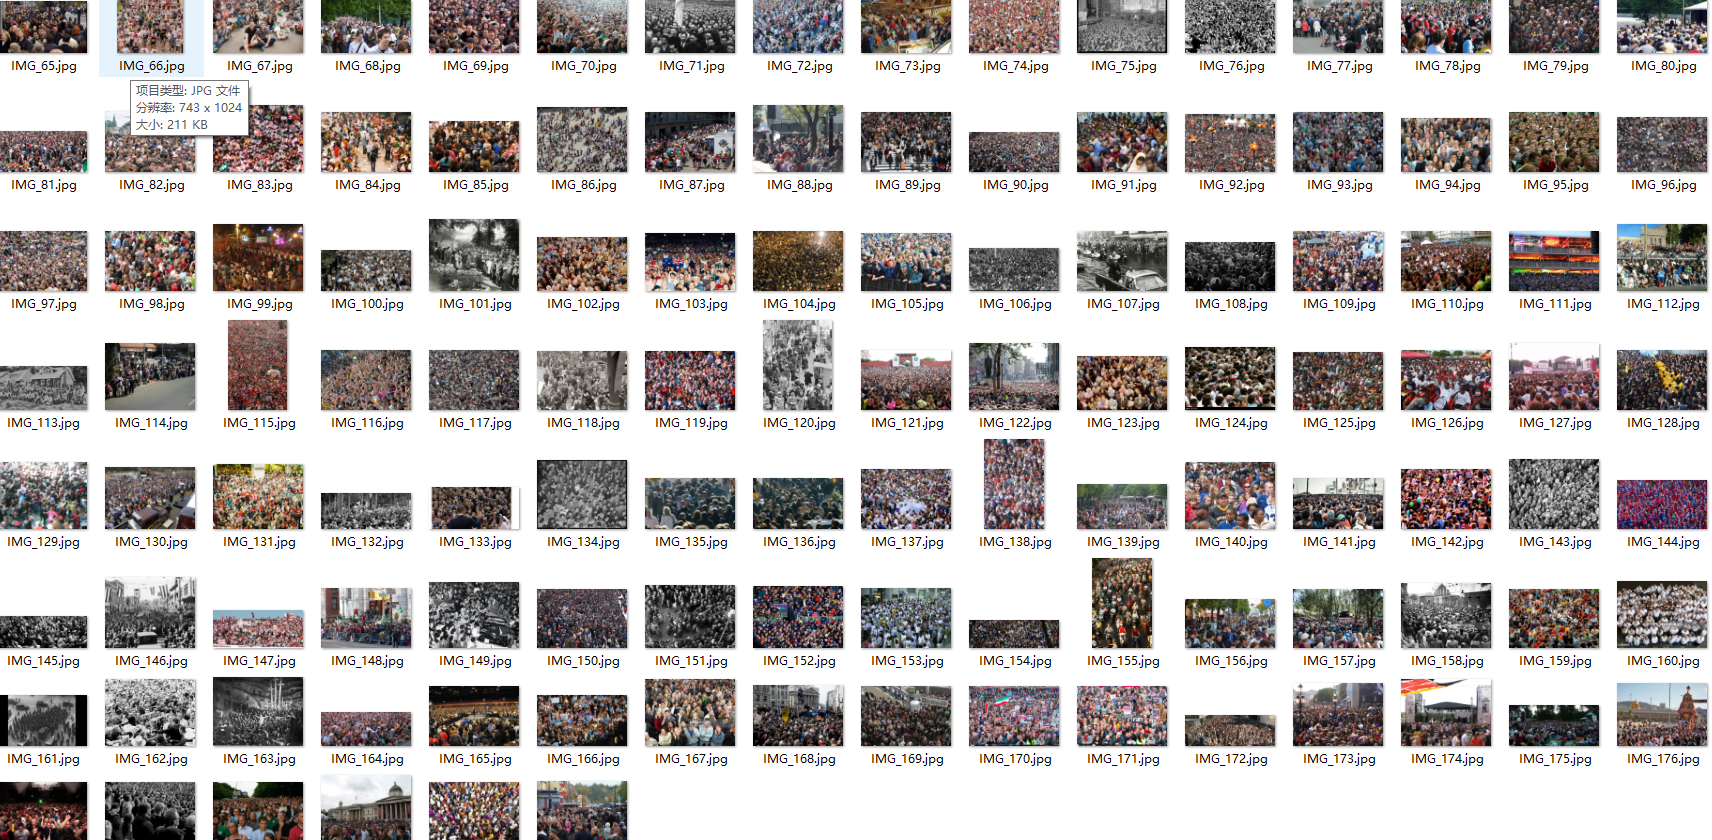 IMG_65.jpg IMG_66.jpg IMG_67.jpg IMG_68.jpg IMG_69.jpg IMG_70.jpg IMG_71.jpg IMG_72.jpg IMG_73.jpg IMG_74.jpg IMG_75.jpg IMG_76.jpg IMG_77.jpg IMG_78.jpg IMG_79.jpg IMG_80.jpg
项目类型: JPG 文件
分辨率: 743 x 1024
大小: 211 KB
IMG_81.jpg IMG_82.jpg IMG_83.jpg IMG_84.jpg IMG_85.jpg IMG_86.jpg IMG_87.jpg IMG_88.jpg IMG_89.jpg IMG_90.jpg IMG_91.jpg IMG_92.jpg IMG_93.jpg IMG_94.jpg IMG_95.jpg IMG_96.jpg
IMG_97.jpg IMG_98.jpg IMG_99.jpg IMG_100.jpg IMG_101.jpg IMG_102.jpg IMG_103.jpg IMG_104.jpg IMG_105.jpg IMG_106.jpg IMG_107.jpg IMG_108.jpg IMG_109.jpg IMG_110.jpg IMG_111.jpg IMG_112.jpg
IMG_113.jpg IMG_114.jpg IMG_115.jpg IMG_116.jpg IMG_117.jpg IMG_118.jpg IMG_119.jpg IMG_120.jpg IMG_121.jpg IMG_122.jpg IMG_123.jpg IMG_124.jpg IMG_125.jpg IMG_126.jpg IMG_127.jpg IMG_128.jpg
IMG_129.jpg IMG_130.jpg IMG_131.jpg IMG_132.jpg IMG_133.jpg IMG_134.jpg IMG_135.jpg IMG_136.jpg IMG_137.jpg IMG_138.jpg IMG_139.jpg IMG_140.jpg IMG_141.jpg IMG_142.jpg IMG_143.jpg IMG_144.jpg
IMG_145.jpg IMG_146.jpg IMG_147.jpg IMG_148.jpg IMG_149.jpg IMG_150.jpg IMG_151.jpg IMG_152.jpg IMG_153.jpg IMG_154.jpg IMG_155.jpg IMG_156.jpg IMG_157.jpg IMG_158.jpg IMG_159.jpg IMG_160.jpg
IMG_161.jpg IMG_162.jpg IMG_163.jpg IMG_164.jpg IMG_165.jpg IMG_166.jpg IMG_167.jpg IMG_168.jpg IMG_169.jpg IMG_170.jpg IMG_171.jpg IMG_172.jpg IMG_173.jpg IMG_174.jpg IMG_175.jpg IMG_176.jpg